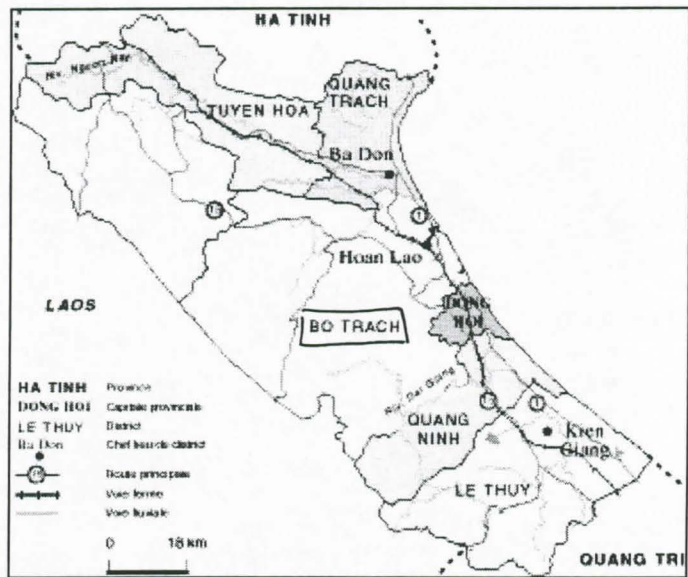 HA TINH
QUANG
TRACH
TUYEN HOA
Ba Don
1
Hoan Lao
LAOS
DONG
HOI
BO TRACH
QUANG
NINH
1
Kien
Giang
LE THUY
QUANG TRI
HA TINH Province
DONG HOI Capitale provinciale
LE THUY District
Ba Don Chef lieu de district
Route principale
Voie ferrée
Voie fluviale
0 18 km